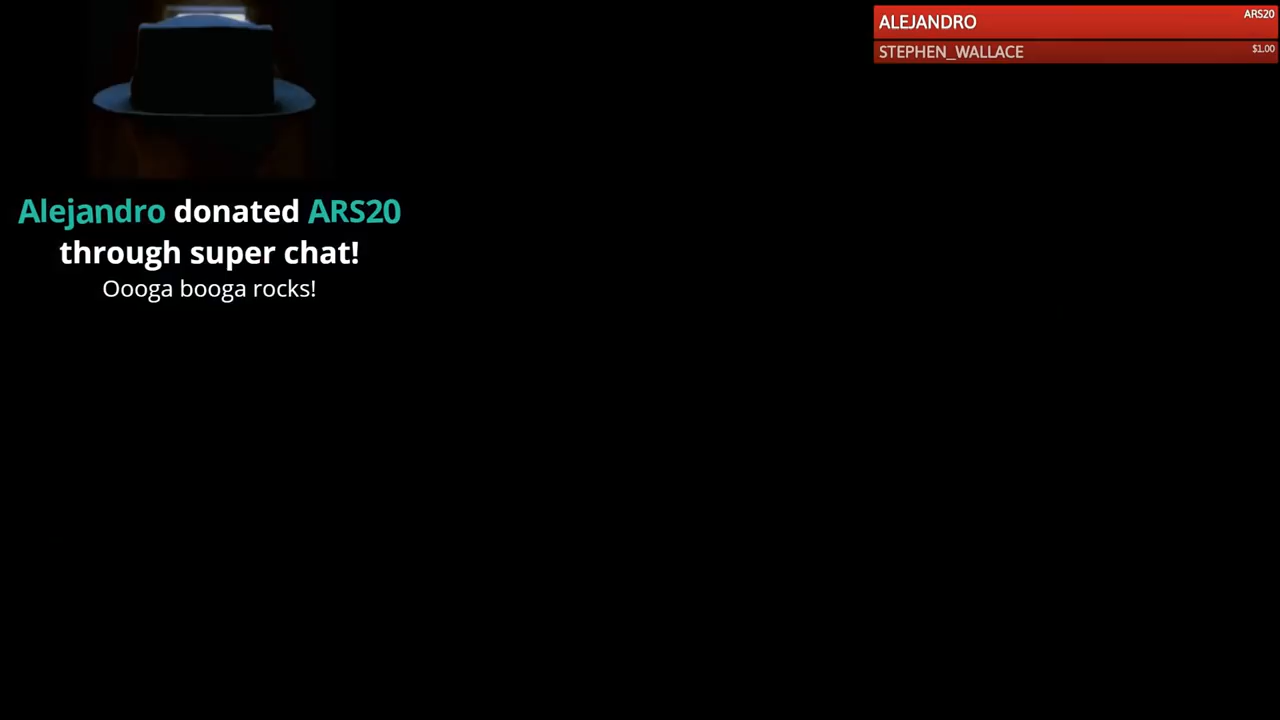 ALEJANDRO
ARS20
STEPHEN_WALLACE
$1.00
Alejandro donated ARS20
through super chat!
Oooga booga rocks!